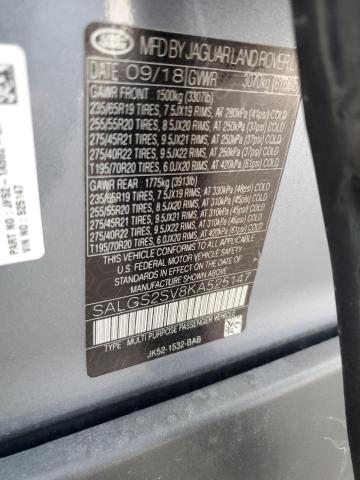 LAND ROVER
MFD BY JAGUAR LAND ROVER L
DATE 09/18 GVWR 3070kg
GAWR FRONT 1500kg (3307lb)
235/65R19 TIRES, 7.5JX19 RIMS, AT 280kPa (41psi) COLD
255/55R20 TIRES, 8.5JX20 RIMS, AT 250kPa (37psi) COLD
275/45R21 TIRES, 9.5JX21 RIMS, AT 250kPa (37psi) COLD
275/40R22 TIRES, 9.5JX22 RIMS, AT 250kPa (37psi) COLD
T195/70R20 TIRES, 6.0JX20 RIMS, AT 420kPa (61psi) COLD
GAWR REAR 1775kg (3913lb)
235/65R19 TIRES, 7.5JX19 RIMS, AT 330kPa (48psi) COLD
255/55R20 TIRES, 8.5JX20 RIMS, AT 310kPa (45psi) COLD
275/45R21 TIRES, 9.5JX21 RIMS, AT 310kPa (45psi) COLD
275/40R22 TIRES, 9.5JX22 RIMS, AT 310kPa (45psi) COLD
T195/70R20 TIRES, 6.0JX20 RIMS, AT 420kPa (61psi) COLD
THIS VEHICLE CONFORMS TO ALL APPLICABLE
FEDERAL MOTOR VEHICLE SAFETY AND
THEFT PREVENTION STANDARDS IN
EFFECT ON THE DATE OF
MANUFACTURE SHOWN ABOVE.
SALGS2SV8KA525147
TYPE: MULTI PURPOSE PASSENGER VEHICLE
JK52-1532-BAB
VIN NO: 525147